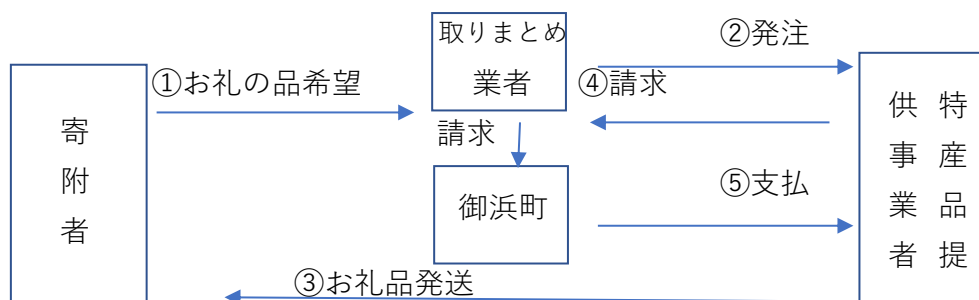 取りまとめ
業者
②発注
①お礼の品希望
④請求
寄附者
請求
御浜町
⑤支払
特産品提
供事業者
③お礼品発送